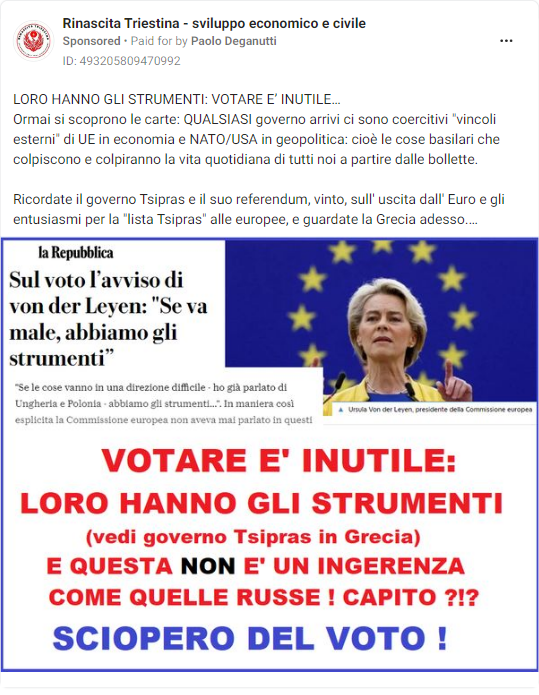 Rinascita Triestina - sviluppo economico e civile
Sponsored • Paid for by Paolo Deganutti
ID: 493205809470992
LORO HANNO GLI STRUMENTI: VOTARE E' INUTILE...
Ormai si scoprono le carte: QUALSIASI governo arrivi ci sono coercitivi "vincoli
esterni" di UE in economia e NATO/USA in geopolitica: cioè le cose basilari che
colpiscono e colpiranno la vita quotidiana di tutti noi a partire dalle bollette.
Ricordate il governo Tsipras e il suo referendum, vinto, sull' uscita dall' Euro e gli
entusiasmi per la "lista Tsipras" alle europee, e guardate la Grecia adesso....
la Repubblica
Sul voto l'avviso di
von der Leyen: "Se va
male, abbiamo gli
strumenti”
"Se le cose vanno in una direzione difficile - ho già parlato di
Ungheria e Polonia - abbiamo gli strumenti...". In maniera così
esplicita la Commissione europea non aveva mai parlato in questi
Ursula Von der Leyen, presidente della Commissione europea
VOTARE E' INUTILE:
LORO HANNO GLI STRUMENTI
(vedi governo Tsipras in Grecia)
E QUESTA NON E' UN INGERENZA
COME QUELLE RUSSE ! CAPITO ?!?
SCIOPERO DEL VOTO !